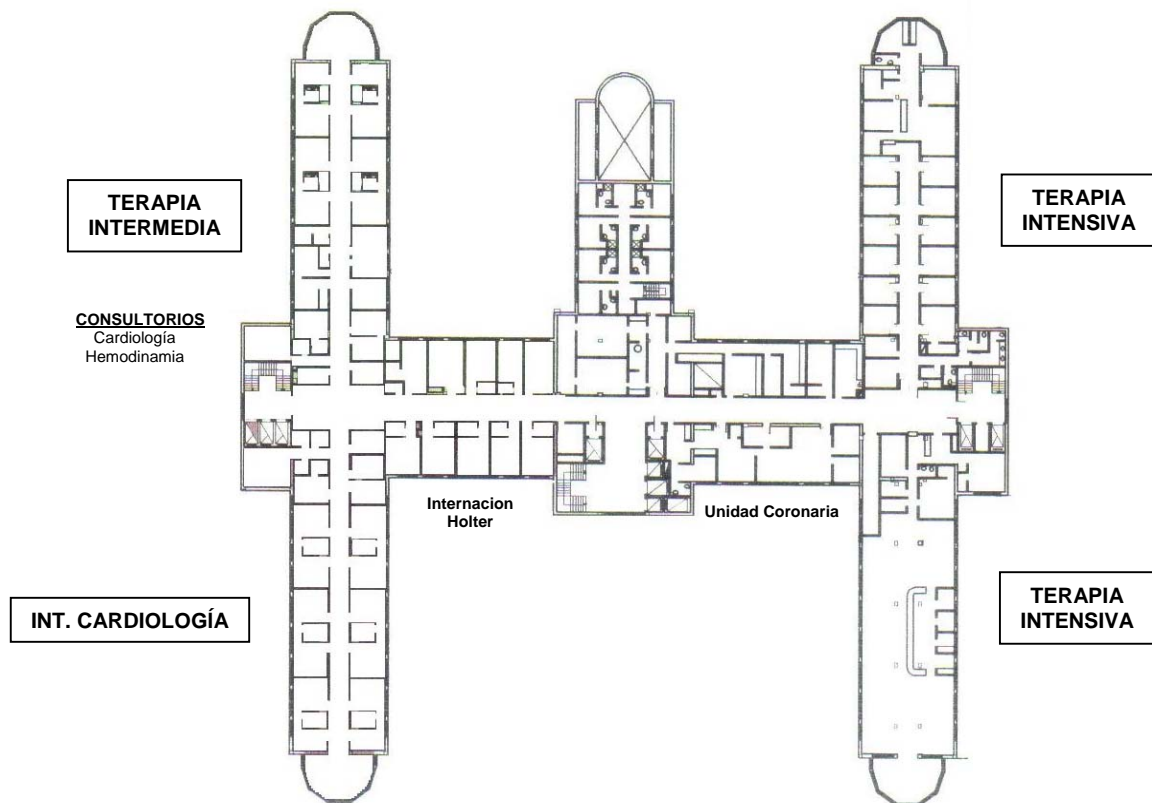 TERAPIA
INTERMEDIA
TERAPIA
INTENSIVA
CONSULTORIOS
Cardiología
Hemodinamia
Internacion
Holter
Unidad Coronaria
INT. CARDIOLOGÍA
TERAPIA
INTENSIVA